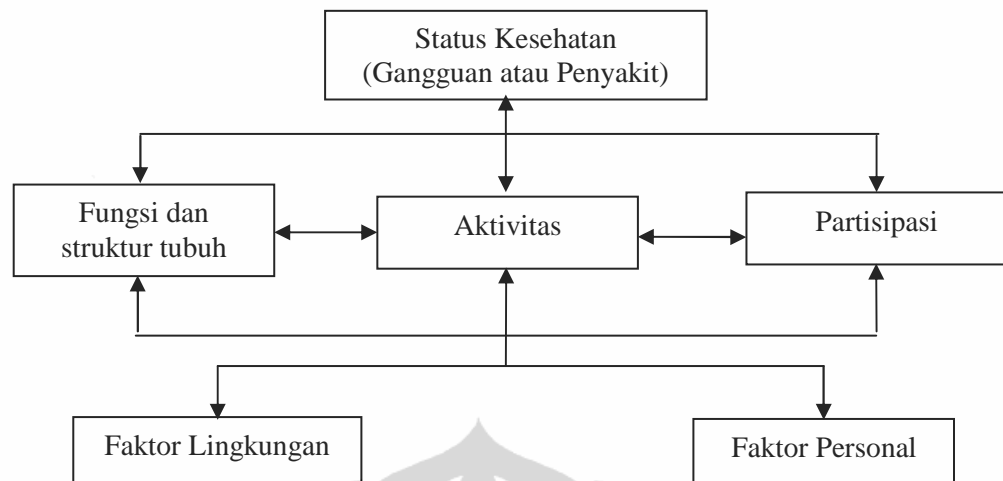 Status Kesehatan
(Gangguan atau Penyakit)
Fungsi dan
struktur tubuh
Aktivitas
Partisipasi
Faktor Lingkungan
Faktor Personal